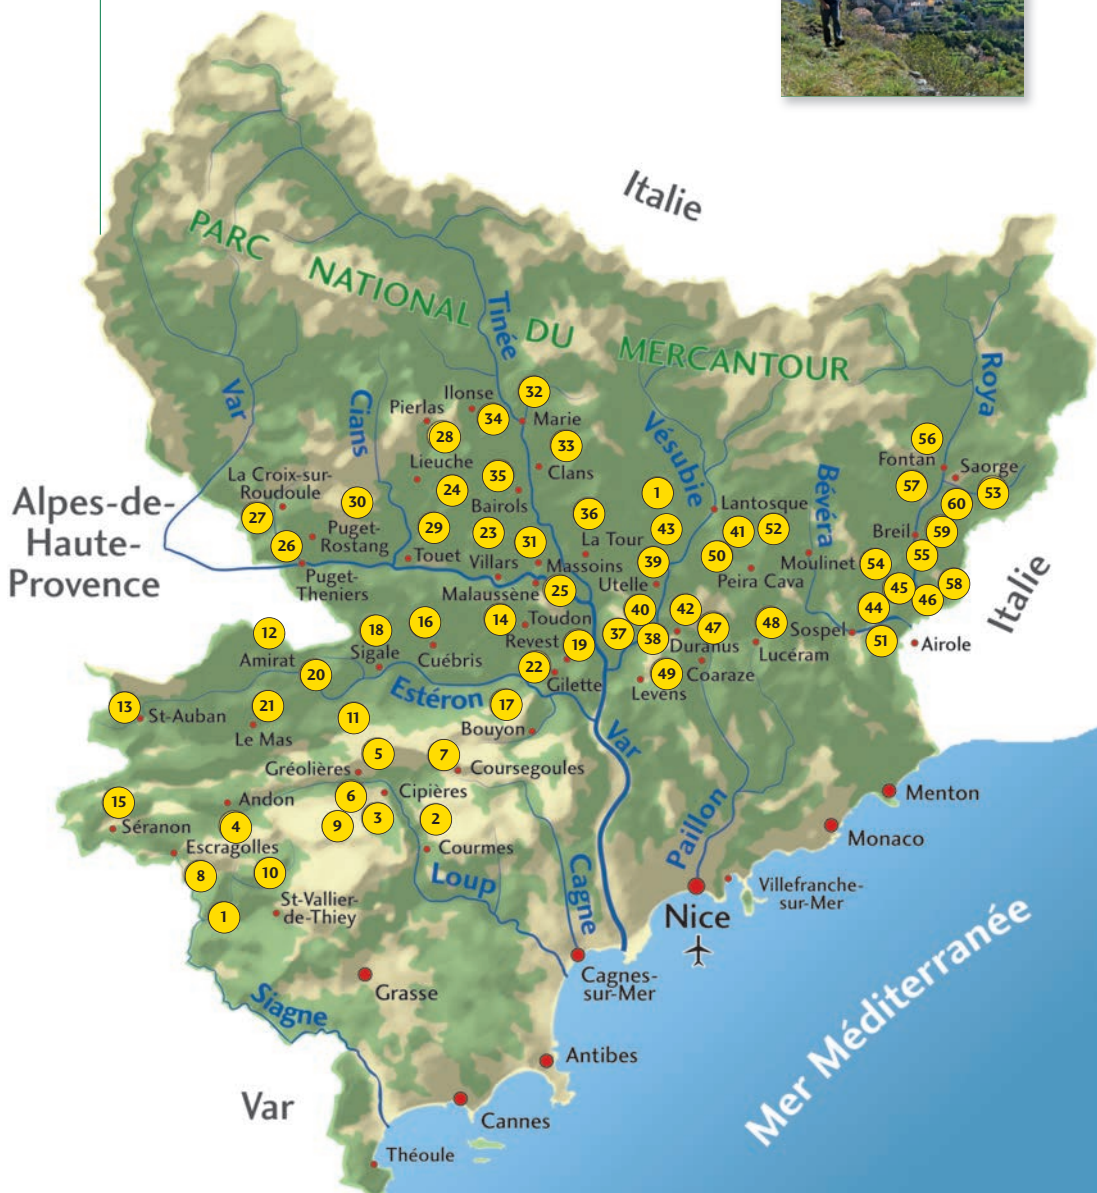 Italie
PARC NATIONAL DU MERCANTOUR
Tinée
Var
Cians
Vésubie
Roya
Bévéra
32
Ilonse
34
Marie
Pierlas
28
33
56
Fontan
Saorge
Lieuche
35
Clans
57
53
La Croix-sur-
Roudoule
24
Bairols
1
Lantosque
60
Alpes-de-
Haute-
Provence
30
36
27
Puget-
Rostang
29
23
31
La Tour
43
41
52
Breil
59
26
Touet
Villars
Massoins
39
50
Moulinet
54
55
Puget-
Theniers
Malaussène
25
Utelle
Peira Cava
45
58
Italie
14
Toudon
40
42
44
46
12
18
16
Revest
19
37
38
47
48
Sospel
51
Airole
Amirat
Sigale
Cuébris
22
Duranus
Lucéram
20
Estéron
Gilette
49
Coaraze
Levens
13
St-Auban
21
11
17
Le Mas
Bouyon
Var
5
7
Gréolières
Coursegoules
15
Andon
6
Cipières
Menton
Séranon
4
9
3
2
Monaco
Escragolles
Courmes
Paillon
8
10
Loup
Cagne
Villefranche-
sur-Mer
1
St-Vallier-
de-Thiey
Nice
Cagnes-
sur-Mer
Grasse
Siagne
Mer Méditerranée
Antibes
Var
Cannes
Théoule